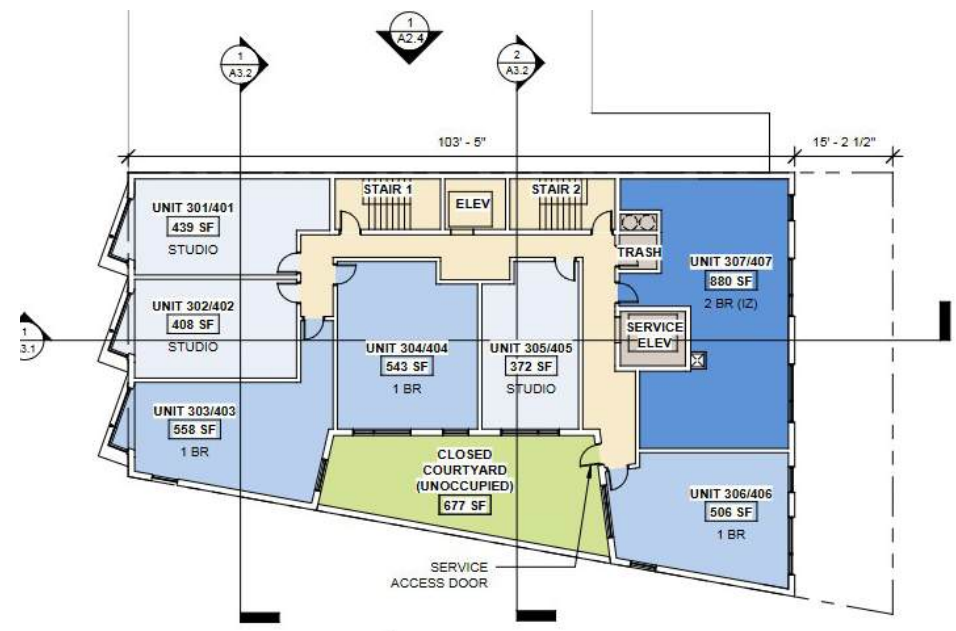 1
A2.4
1
A3.2
2
A3.2
103' - 5"
15' - 2 1/2"
STAIR 1
ELEV
STAIR 2
UNIT 301/401
439 SF
STUDIO
TRASH
UNIT 307/407
880 SF
2 BR (IZ)
UNIT 302/402
408 SF
STUDIO
SERVICE
ELEV
1
3.1
UNIT 304/404
543 SF
1 BR
UNIT 305/405
372 SF
STUDIO
UNIT 303/403
558 SF
1 BR
CLOSED
COURTYARD
(UNOCCUPIED)
677 SF
UNIT 306/406
506 SF
1 BR
SERVICE
ACCESS DOOR